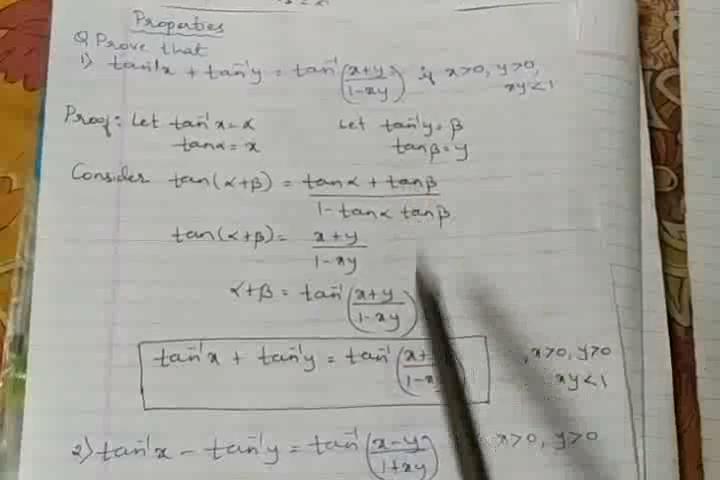 Properties
Q Prove that
1) tan⁻¹x + tan⁻¹y = tan⁻¹(x+y/1-xy) if x>0, y>0, xy<1
Proof: Let tan⁻¹x = α Let tan⁻¹y = β
tanα = x tanβ = y
Consider tan(α+β) = tanα + tanβ/1-tanα tanβ
tan(α+β) = x+y/1-xy
α+β = tan⁻¹(x+y/1-xy)
tan⁻¹x + tan⁻¹y = tan⁻¹(x+/1-x , x>0, y>0 xy<1
2) tan⁻¹x - tan⁻¹y = tan⁻¹(x-y/1+xy) x>0, y>0